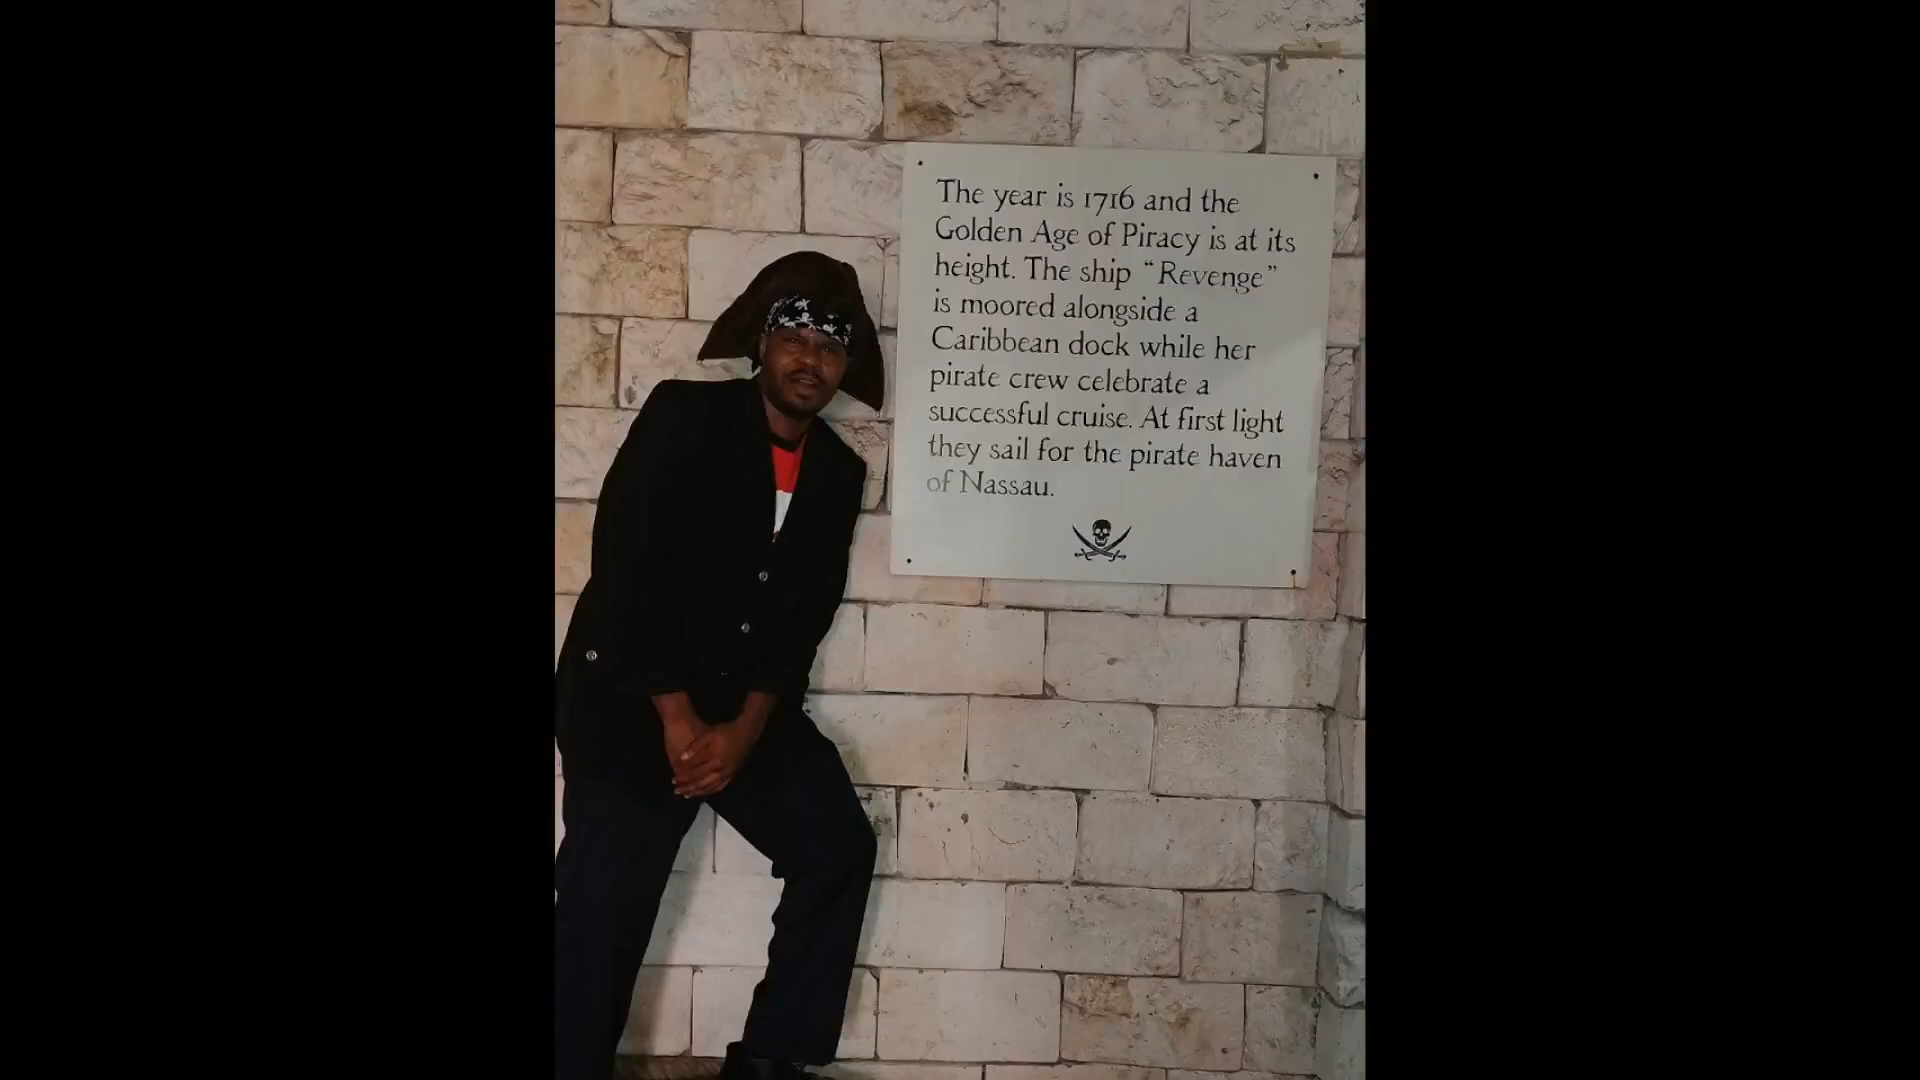 The year is 1716 and the
Golden Age of Piracy is at its
height. The ship “Revenge”
is moored alongside a
Caribbean dock while her
pirate crew celebrate a
successful cruise. At first light
they sail for the pirate haven
of Nassau.